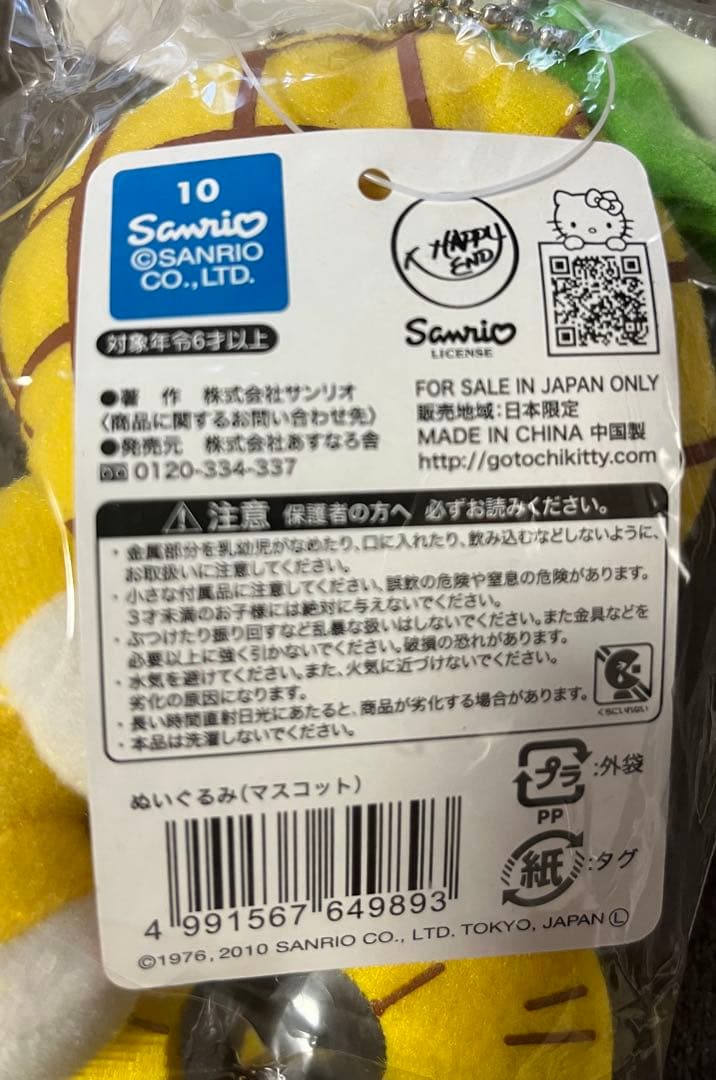 10
Sanrio
©SANRIO
CO.,LTD.
対象年令6才以上
HAPPY
END
Sanrio
LICENSE
●著 作 株式会社サンリオ
〈商品に関するお問い合わせ先〉
●発売元 株式会社あすなろ舎
0120-334-337
FOR SALE IN JAPAN ONLY
販売地域:日本限定
MADE IN CHINA 中国製
http://gotochikitty.com
注意 保護者の方へ 必ずお読みください。
・金属部分を乳幼児がなめたり、口に入れたり、飲み込むなどしないように、
お取扱いに注意してください。
・小さな付属品に注意してください、誤飲の危険や窒息の危険があります。
3才未満のお子様には絶対に与えないでください。
・ぶつけたり振り回すなど乱暴な扱いはしないでください。また金具などを
必要以上に強く引かないでください。破損の恐れがあります。
・水気を避けてください。また、火気に近づけないでください。
劣化の原因になります。
・長い時間直射日光にあたると、商品が劣化する場合があります。
・本品は洗濯しないでください。
くちにいれない
ぬいぐるみ(マスコット)
プラ :外袋
PP
紙 :タグ
4 991567 649893
©1976, 2010 SANRIO CO., LTD. TOKYO, JAPAN Ⓛ